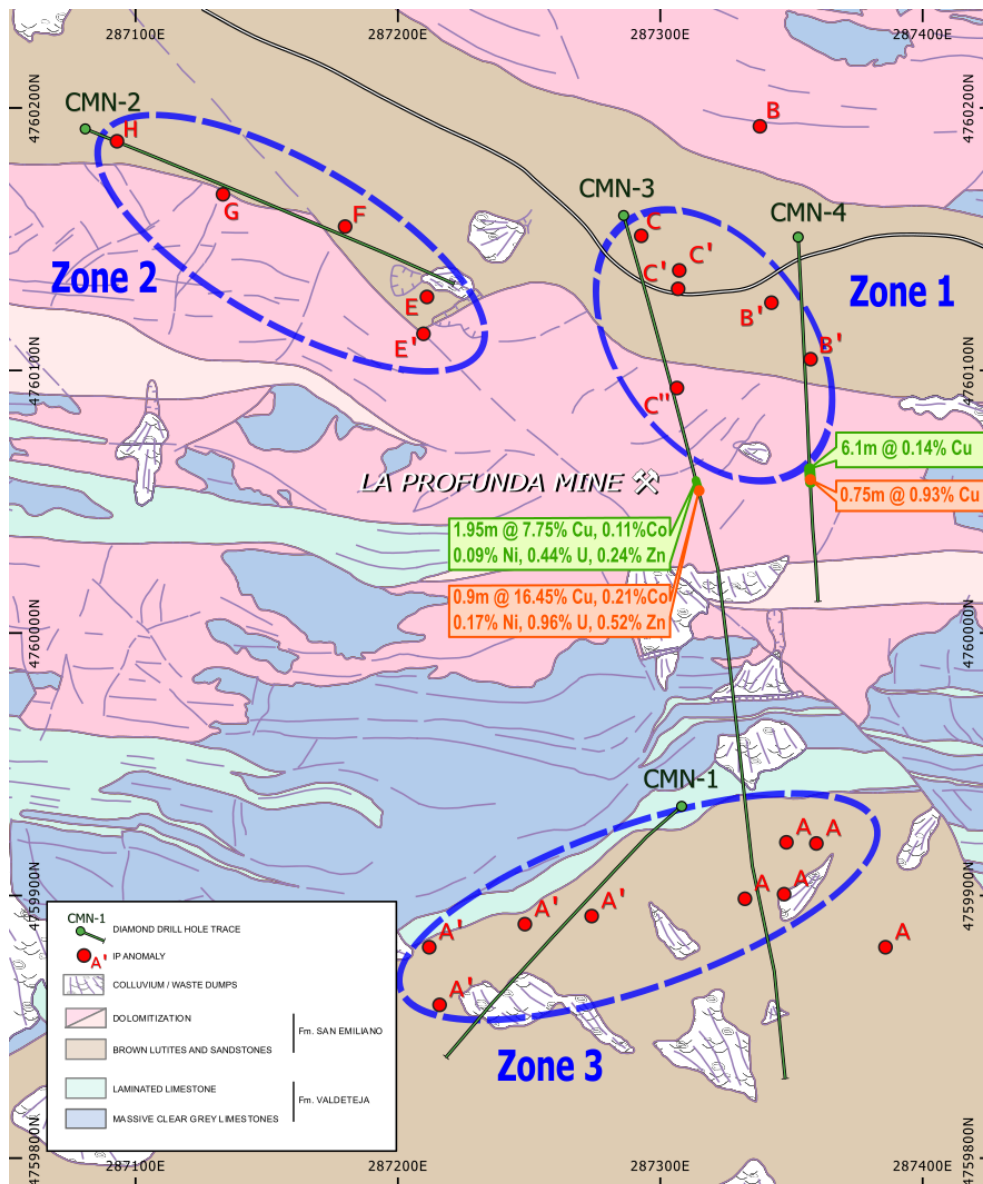 287100E
287200E
287300E
287400E
4760200N
4760200N
CMN-2
H
B
CMN-3
CMN-4
G
F
C
C'
C'
Zone 2
Zone 1
E
B'
E'
B'
4760100N
4760100N
C''
6.1m @ 0.14% Cu
LA PROFUNDA MINE
0.75m @ 0.93% Cu
1.95m @ 7.75% Cu, 0.11%Co
0.09% Ni, 0.44% U, 0.24% Zn
0.9m @ 16.45% Cu, 0.21%Co
0.17% Ni, 0.96% U, 0.52% Zn
4760000N
4760000N
CMN-1
A
A
A
A
A'
A'
A'
A
A'
4759900N
4759900N
Zone 3
CMN-1
DIAMOND DRILL HOLE TRACE
A'
IP ANOMALY
COLLUVIUM / WASTE DUMPS
DOLOMITIZATION
Fm. SAN EMILIANO
BROWN LUTITES AND SANDSTONES
LAMINATED LIMESTONE
Fm. VALDETEJA
MASSIVE CLEAR GREY LIMESTONES
4759800N
4759800N
287100E
287200E
287300E
287400E